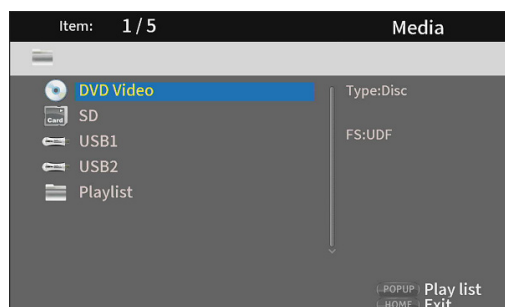 Item: 1/5 Media
DVD Video
Card SD
USB1
USB2
Playlist
Type:Disc
FS:UDF
POPUP Play list
HOME Exit